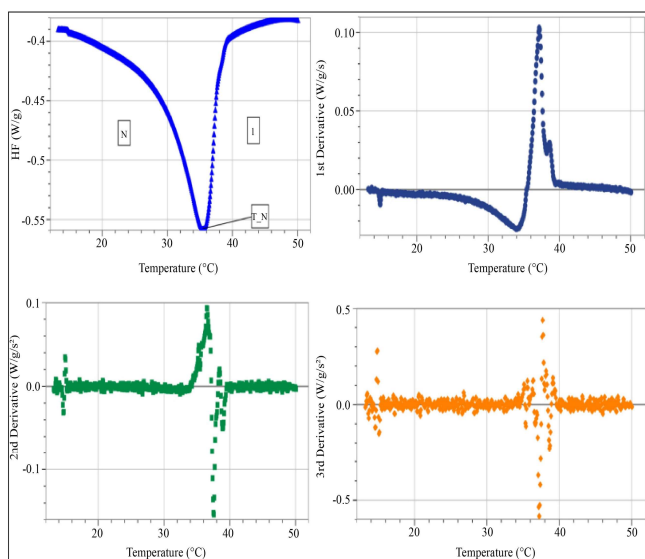 HF (W/g)
-0.4
-0.45
-0.5
-0.55
N
I
T_N
20 30 40 50
Temperature (°C)
1st Derivative (W/g/s)
0.10
0.05
0.00
20 30 40 50
Temperature (°C)
2nd Derivative (W/g/s²)
0.1
0.0
-0.1
20 30 40 50
Temperature (°C)
3rd Derivative (W/g/s²)
0.5
0.0
-0.5
20 30 40 50
Temperature (°C)